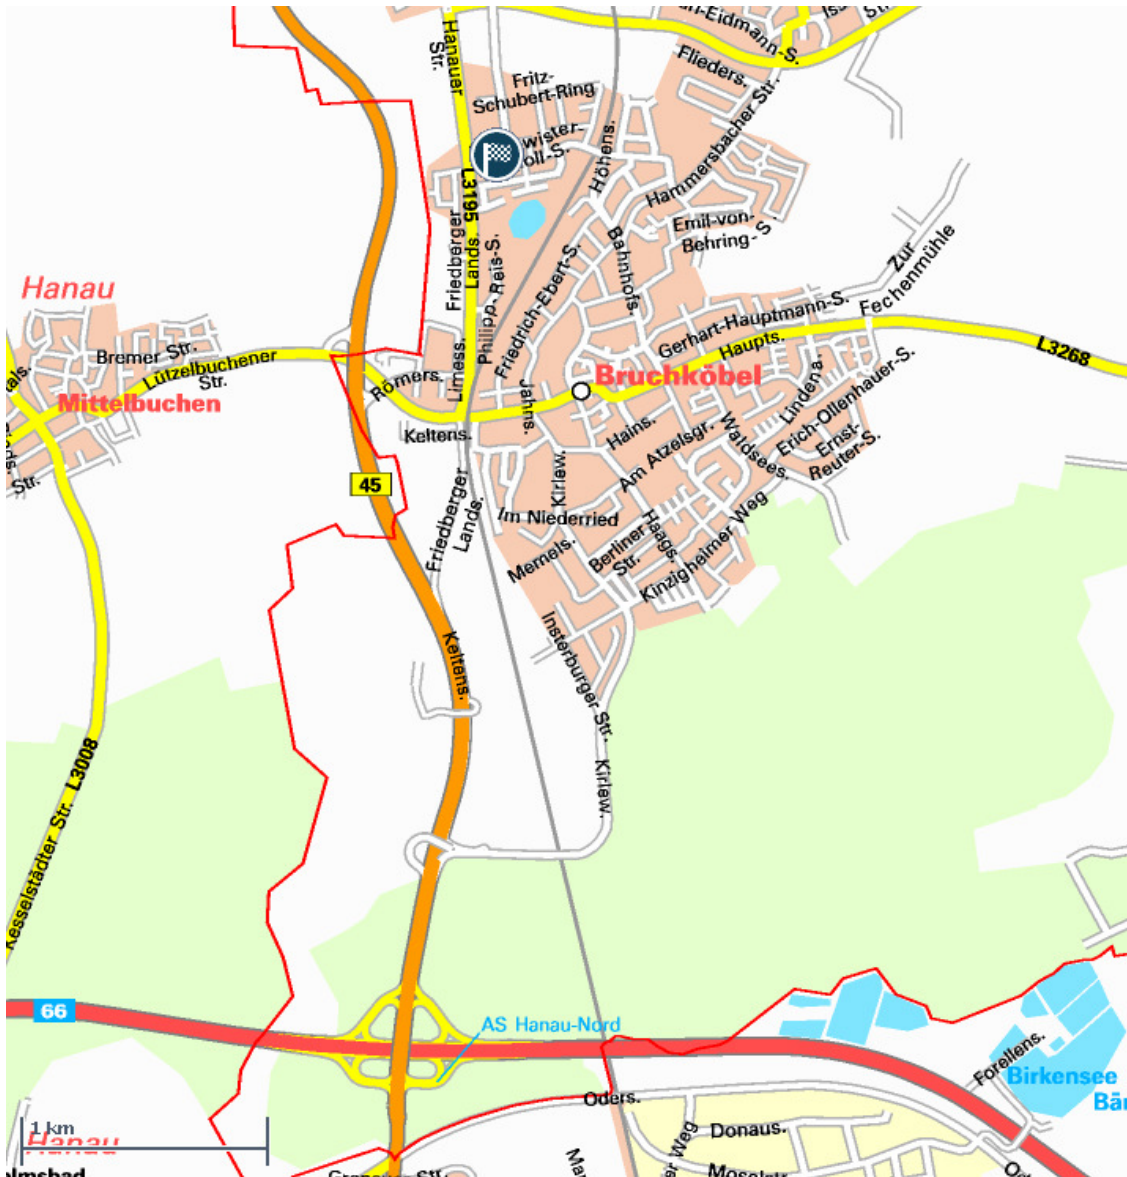 Hanauer
Str.
Fritz-
Schubert-Ring
Flieders.
Hammersbacher Str.
Höhens.
L3195
Emil-von-
Behring-S.
Bahnhofs.
Friedberger
Lands.
Limess.
Philipp-Reis-S.
Friedrich-Ebert-S.
Zur
Fechenmühle
Hanau
Gerhart-Hauptmann-S.
Haupts.
L3268
Bremer Str.
Lützelbuchener
Str.
Mittelbuchen
Römers.
Bruchköbel
Jahns.
Keltens.
Hains.
Am Atzelsgr.
Waldsees.
Lindena.
Erich-Ollenhauer-S.
Ernst-
Reuter-S.
Str.
45
Kirlew.
Friedberger
Lands.
Im Niederried
Memels.
Berliner
Str.
Haags.
Kinzigheimer Weg
Insterburger Str.
Keltens.
Kirlew.
Kesselstädter Str. L3008
66
AS Hanau-Nord
Forellens.
Birkensee
Oders.
Donaus.
1 km
Hanau